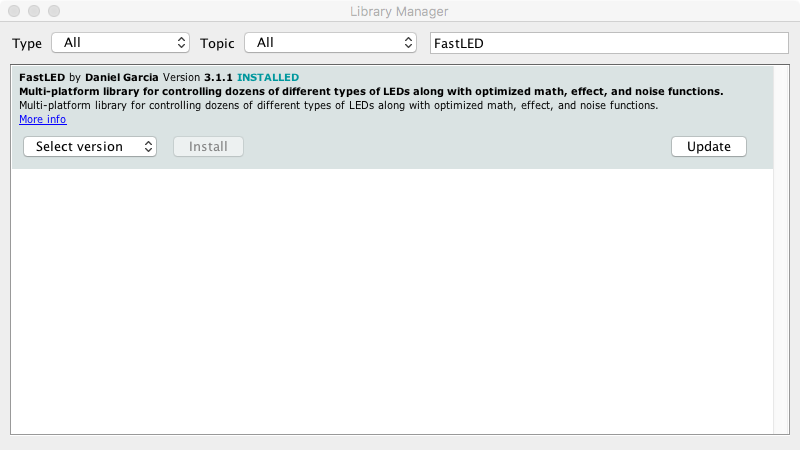 Library Manager
Type All Topic All FastLED
FastLED by Daniel Garcia Version 3.1.1 INSTALLED
Multi-platform library for controlling dozens of different types of LEDs along with optimized math, effect, and noise functions.
Multi-platform library for controlling dozens of different types of LEDs along with optimized math, effect, and noise functions.
More info
Select version Install Update